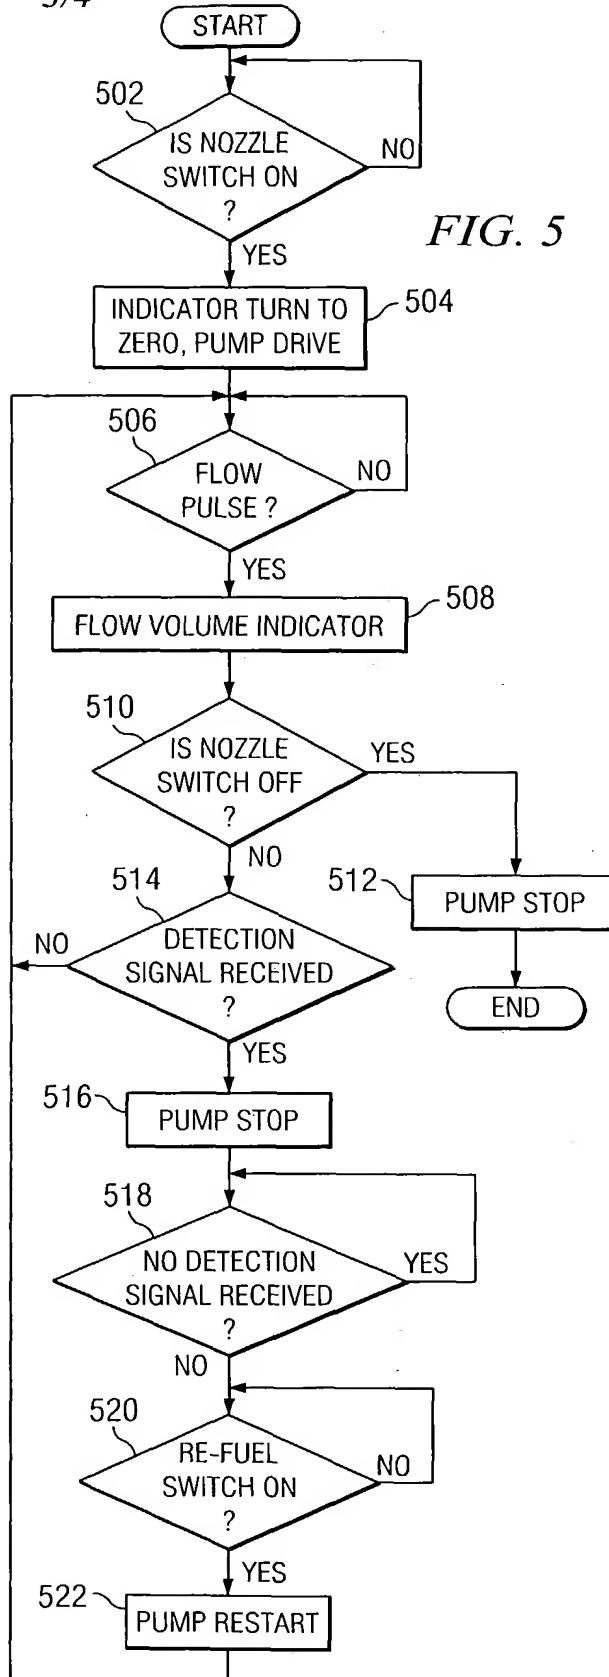 3/4
START
502
IS NOZZLE
SWITCH ON
?
NO
FIG. 5
YES
INDICATOR TURN TO
ZERO, PUMP DRIVE
504
506
FLOW
PULSE ?
NO
YES
FLOW VOLUME INDICATOR
508
510
IS NOZZLE
SWITCH OFF
?
YES
NO
512
PUMP STOP
END
514
DETECTION
SIGNAL RECEIVED
?
NO
YES
516
PUMP STOP
518
NO DETECTION
SIGNAL RECEIVED
?
YES
NO
520
RE-FUEL
SWITCH ON
?
NO
YES
522
PUMP RESTART